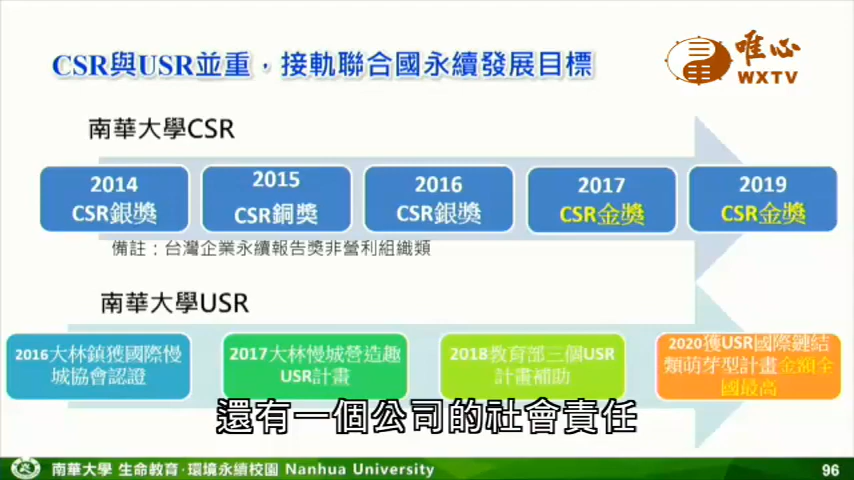 CSR與USR並重，接軌聯合國永續發展目標
唯心
WXTV
南華大學CSR
2014
CSR銀獎
2015
CSR銅獎
2016
CSR銀獎
2017
CSR金獎
2019
CSR金獎
備註：台灣企業永續報告獎非營利組織類
南華大學USR
2016大林鎮獲國際慢
城協會認證
2017大林慢城營造趣
USR計畫
2018教育部三個USR
計畫補助
2020獲USR國際鏈結
類萌芽型計畫金額全
國最高
還有一個公司的社會責任
南華大學 生命教育·環境永續校園 Nanhua University
96